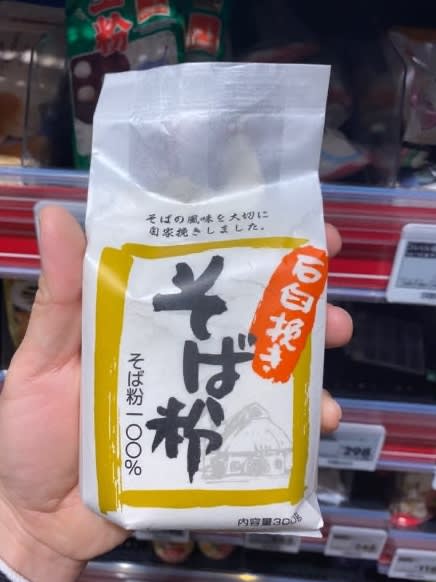 そばの風味を大切に
自家挽きしました。
石臼挽き
そば粉
そば粉一〇〇%
内容量300g
298